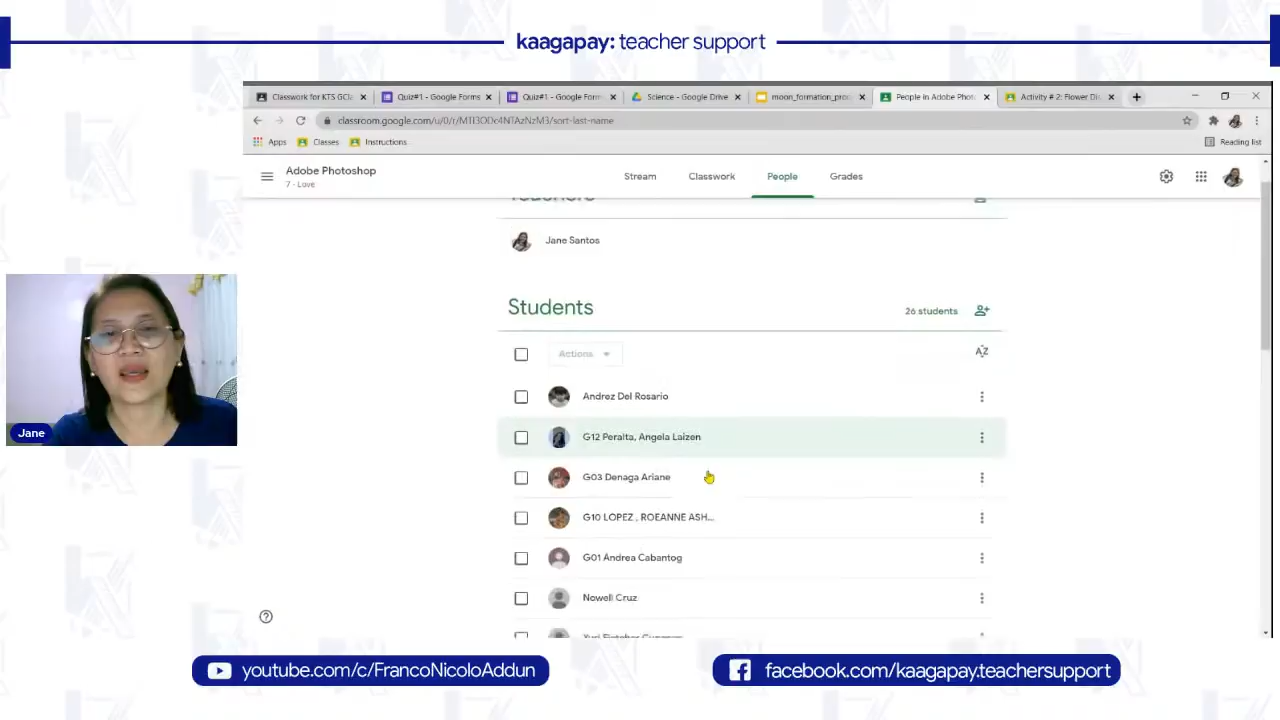 kaagapay: teacher support
Classwork for KTS GCl
Quiz#1 - Google Forms
Quiz#1 - Google Form
Science - Google Drive
moon_formation_pro
People in Adobe Phot
Activity # 2: Flower Di
classroom.google.com/u/0/r/MTI3ODc4NTAzNzM3/sort-last-name
Apps
Classes
Instructions
Reading list
Adobe Photoshop
7 - Love
Stream
Classwork
People
Grades
Teachers
Jane Santos
Students
26 students
Actions
AZ
Andrez Del Rosario
G12 Peralta, Angela Laizen
G03 Denaga Ariane
G10 LOPEZ , ROEANNE ASH...
G01 Andrea Cabantog
Nowell Cruz
Jane
youtube.com/c/FrancoNicoloAddun
facebook.com/kaagapay.teachersupport